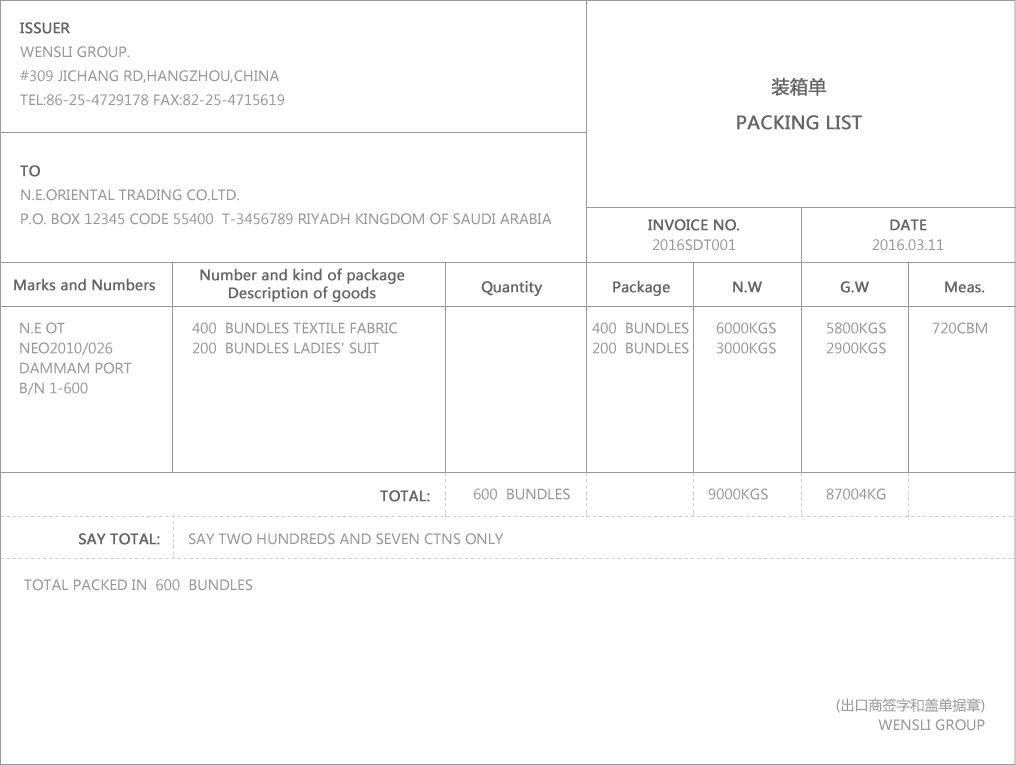 ISSUER
WENSLI GROUP.
#309 JICHANG RD,HANGZHOU,CHINA
TEL:86-25-4729178 FAX:82-25-4715619
装箱单
PACKING LIST
TO
N.E.ORIENTAL TRADING CO.LTD.
P.O. BOX 12345 CODE 55400  T-3456789 RIYADH KINGDOM OF SAUDI ARABIA
INVOICE NO. DATE
2016SDT001 2016.03.11
Marks and Numbers Number and kind of package Quantity Package N.W G.W Meas.
Description of goods
N.E OT 400  BUNDLES TEXTILE FABRIC 400  BUNDLES 6000KGS 5800KGS 720CBM
NEO2010/026 200  BUNDLES LADIES' SUIT 200  BUNDLES 3000KGS 2900KGS
DAMMAM PORT
B/N 1-600
TOTAL: 600  BUNDLES 9000KGS 87004KG
SAY TOTAL: SAY TWO HUNDREDS AND SEVEN CTNS ONLY
TOTAL PACKED IN  600  BUNDLES
(出口商签字和盖单据章)
WENSLI GROUP